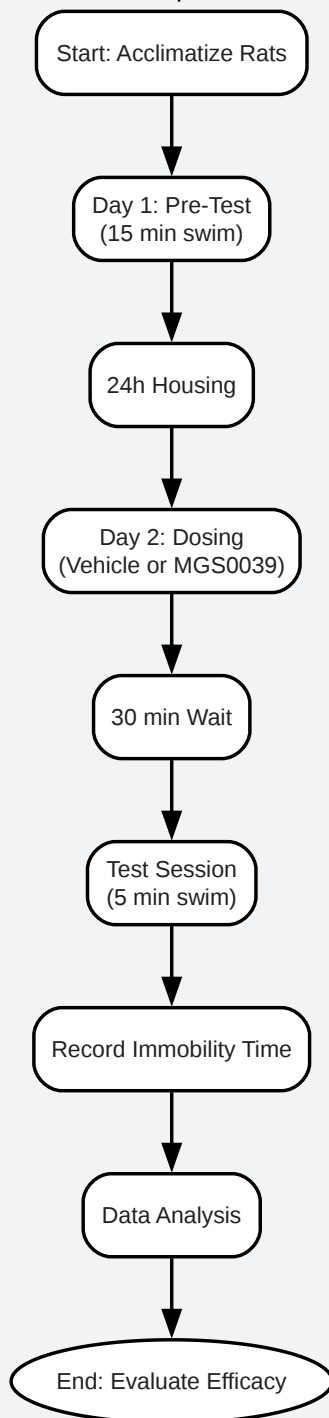 Start: Acclimatize Rats
Day 1: Pre-Test
(15 min swim)
24h Housing
Day 2: Dosing
(Vehicle or MGS0039)
30 min Wait
Test Session
(5 min swim)
Record Immobility Time
Data Analysis
End: Evaluate Efficacy